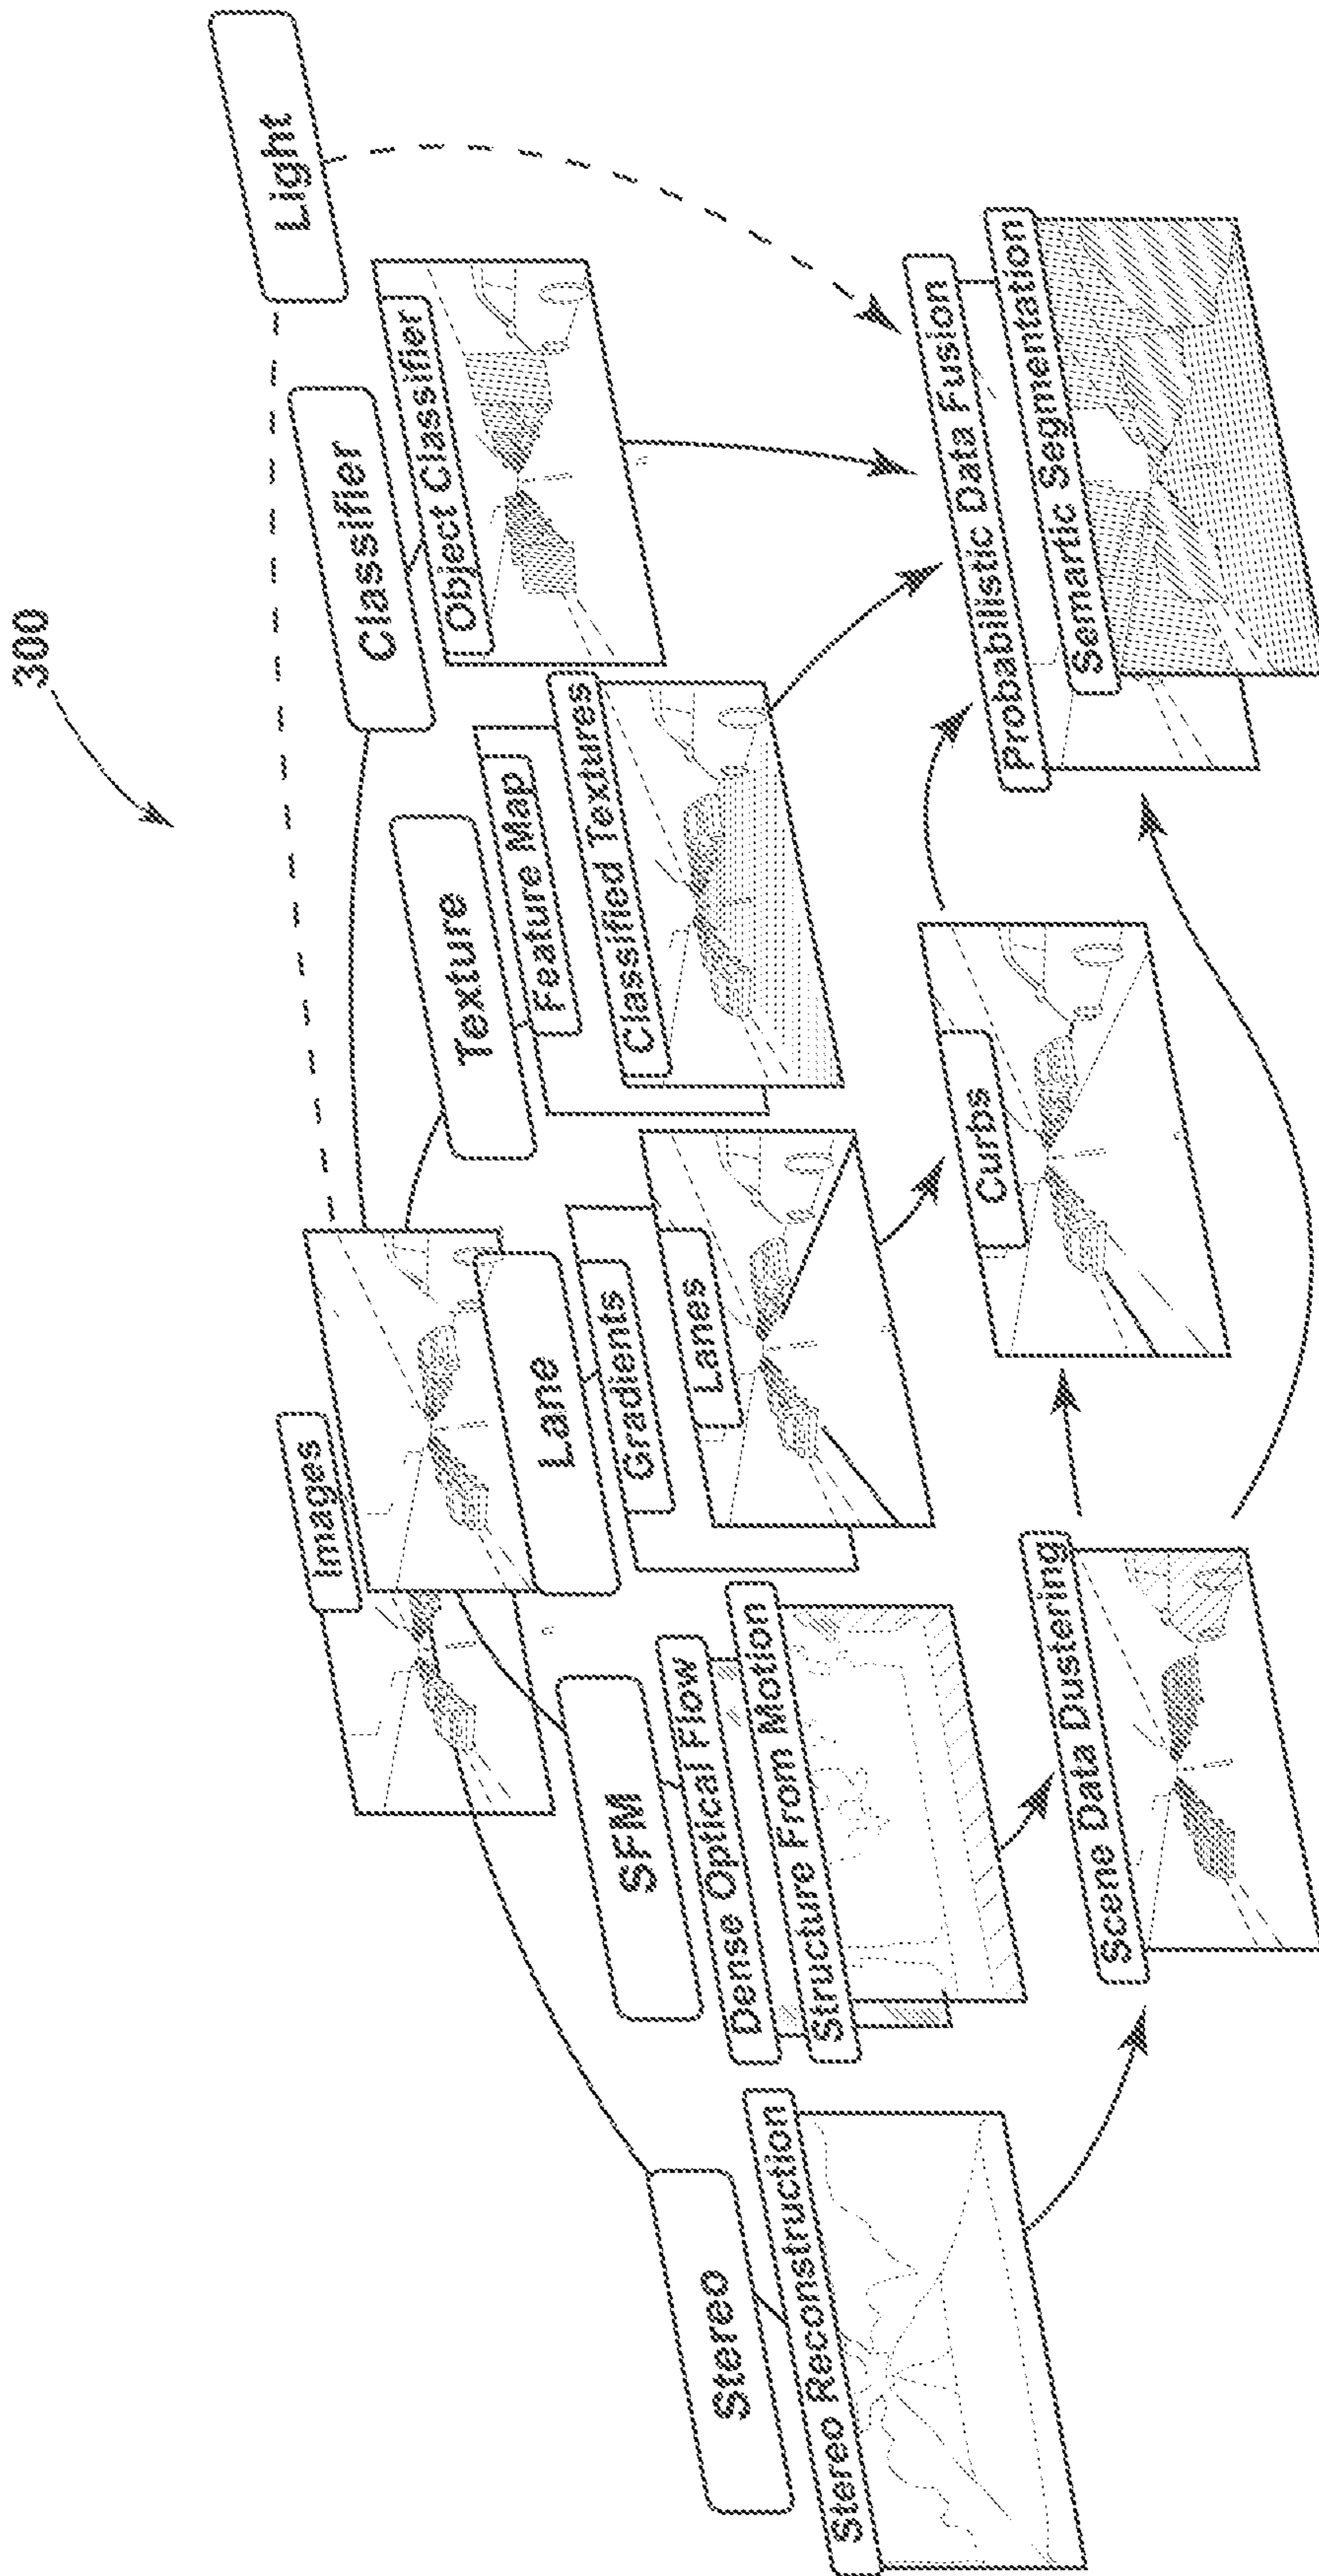 300
Images
Light
Classifier
Object Classifier
Texture
Feature Map
Classified Textures
Lane
Gradients
Lanes
SFM
Dense Optical Flow
Structure From Motion
Stereo
Stereo Reconstruction
Scene Data Dustering
Curbs
Probabilistic Data Fusion
Semartic Segmentation